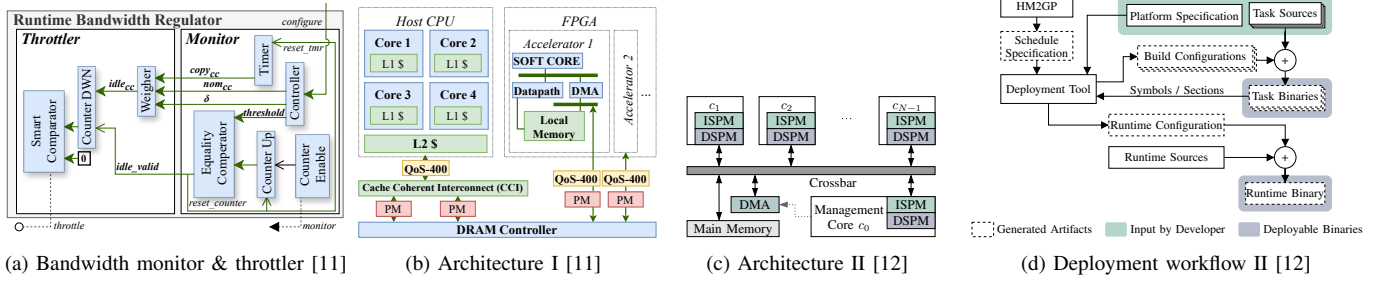 Runtime Bandwidth Regulator
configure
Throttler
Monitor
reset_tmr
Timer
Controller
copy_cc
nom_cc
δ
threshold
Weigher
idle_cc
Counter DWN
Smart
Comparator
0
idle_valid
Equality
Comperator
Counter Up
Counter
Enable
reset_counter
throttle
monitor
(a) Bandwidth monitor & throttler [11]
Host CPU
Core 1
L1 $
Core 2
L1 $
Core 3
L1 $
Core 4
L1 $
L2 $
QoS-400
Cache Coherent Interconnect (CCI)
PM
PM
FPGA
Accelerator 1
SOFT CORE
Datapath
DMA
Local
Memory
Accelerator 2
...
QoS-400
QoS-400
PM
PM
DRAM Controller
(b) Architecture I [11]
c_1
ISPM
DSPM
c_2
ISPM
DSPM
...
c_{N−1}
ISPM
DSPM
Crossbar
DMA
Main Memory
Management
Core c_0
ISPM
DSPM
(c) Architecture II [12]
HM2GP
Platform Specification
Task Sources
Schedule
Specification
Build Configurations
+
Deployment Tool
Symbols / Sections
Task Binaries
Runtime Configuration
Runtime Sources
+
Runtime Binary
Generated Artifacts
Input by Developer
Deployable Binaries
(d) Deployment workflow II [12]